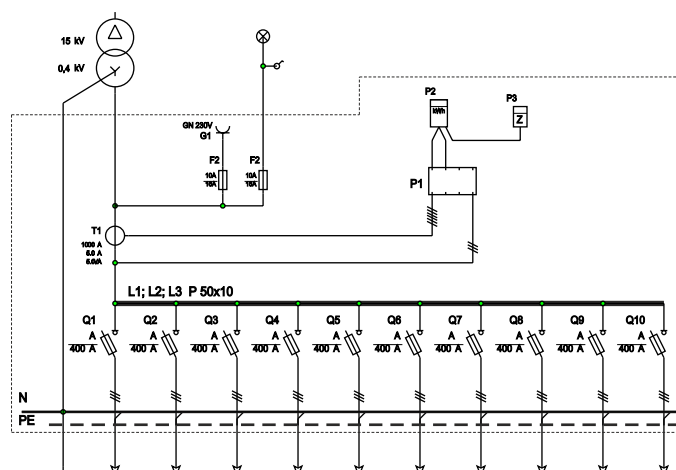 15 kV
0,4 kV
GN 230V
G1
F2
10A
16A
F2
10A
16A
P2
kWh
P3
Z
P1
T1
1000 A
5.0 A
5.0VA
L1; L2; L3 P 50x10
Q1
A
400 A
Q2
A
400 A
Q3
A
400 A
Q4
A
400 A
Q5
A
400 A
Q6
A
400 A
Q7
A
400 A
Q8
A
400 A
Q9
A
400 A
Q10
A
400 A
N
PE